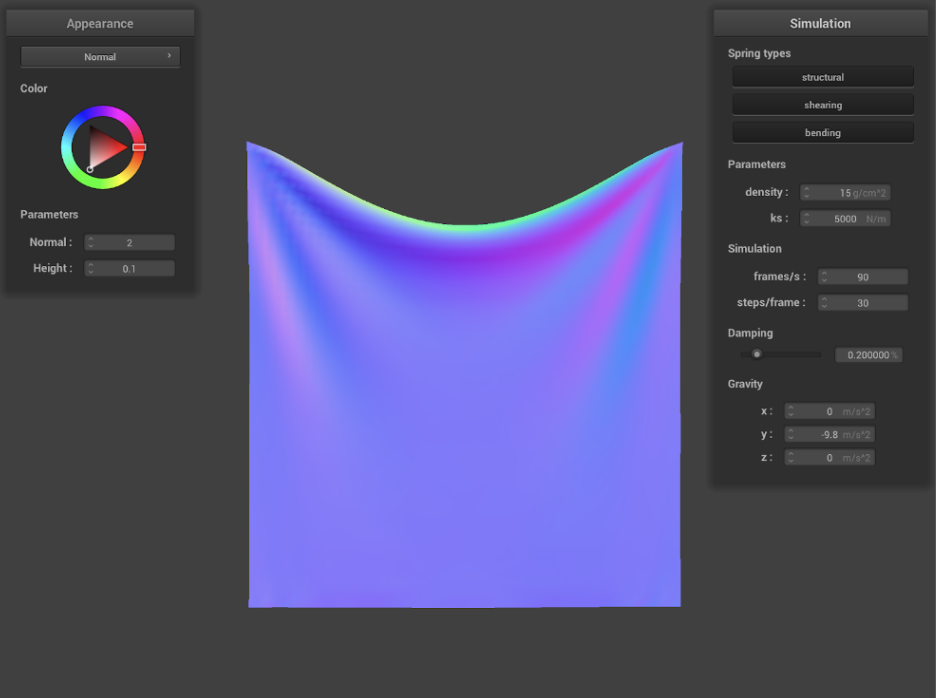 Appearance
Normal
Color
Parameters
Normal : 2
Height : 0.1
Simulation
Spring types
structural
shearing
bending
Parameters
density : 15 g/cm^2
ks : 5000 N/m
Simulation
frames/s : 90
steps/frame : 30
Damping
0.200000 %
Gravity
x : 0 m/s^2
y : -9.8 m/s^2
z : 0 m/s^2